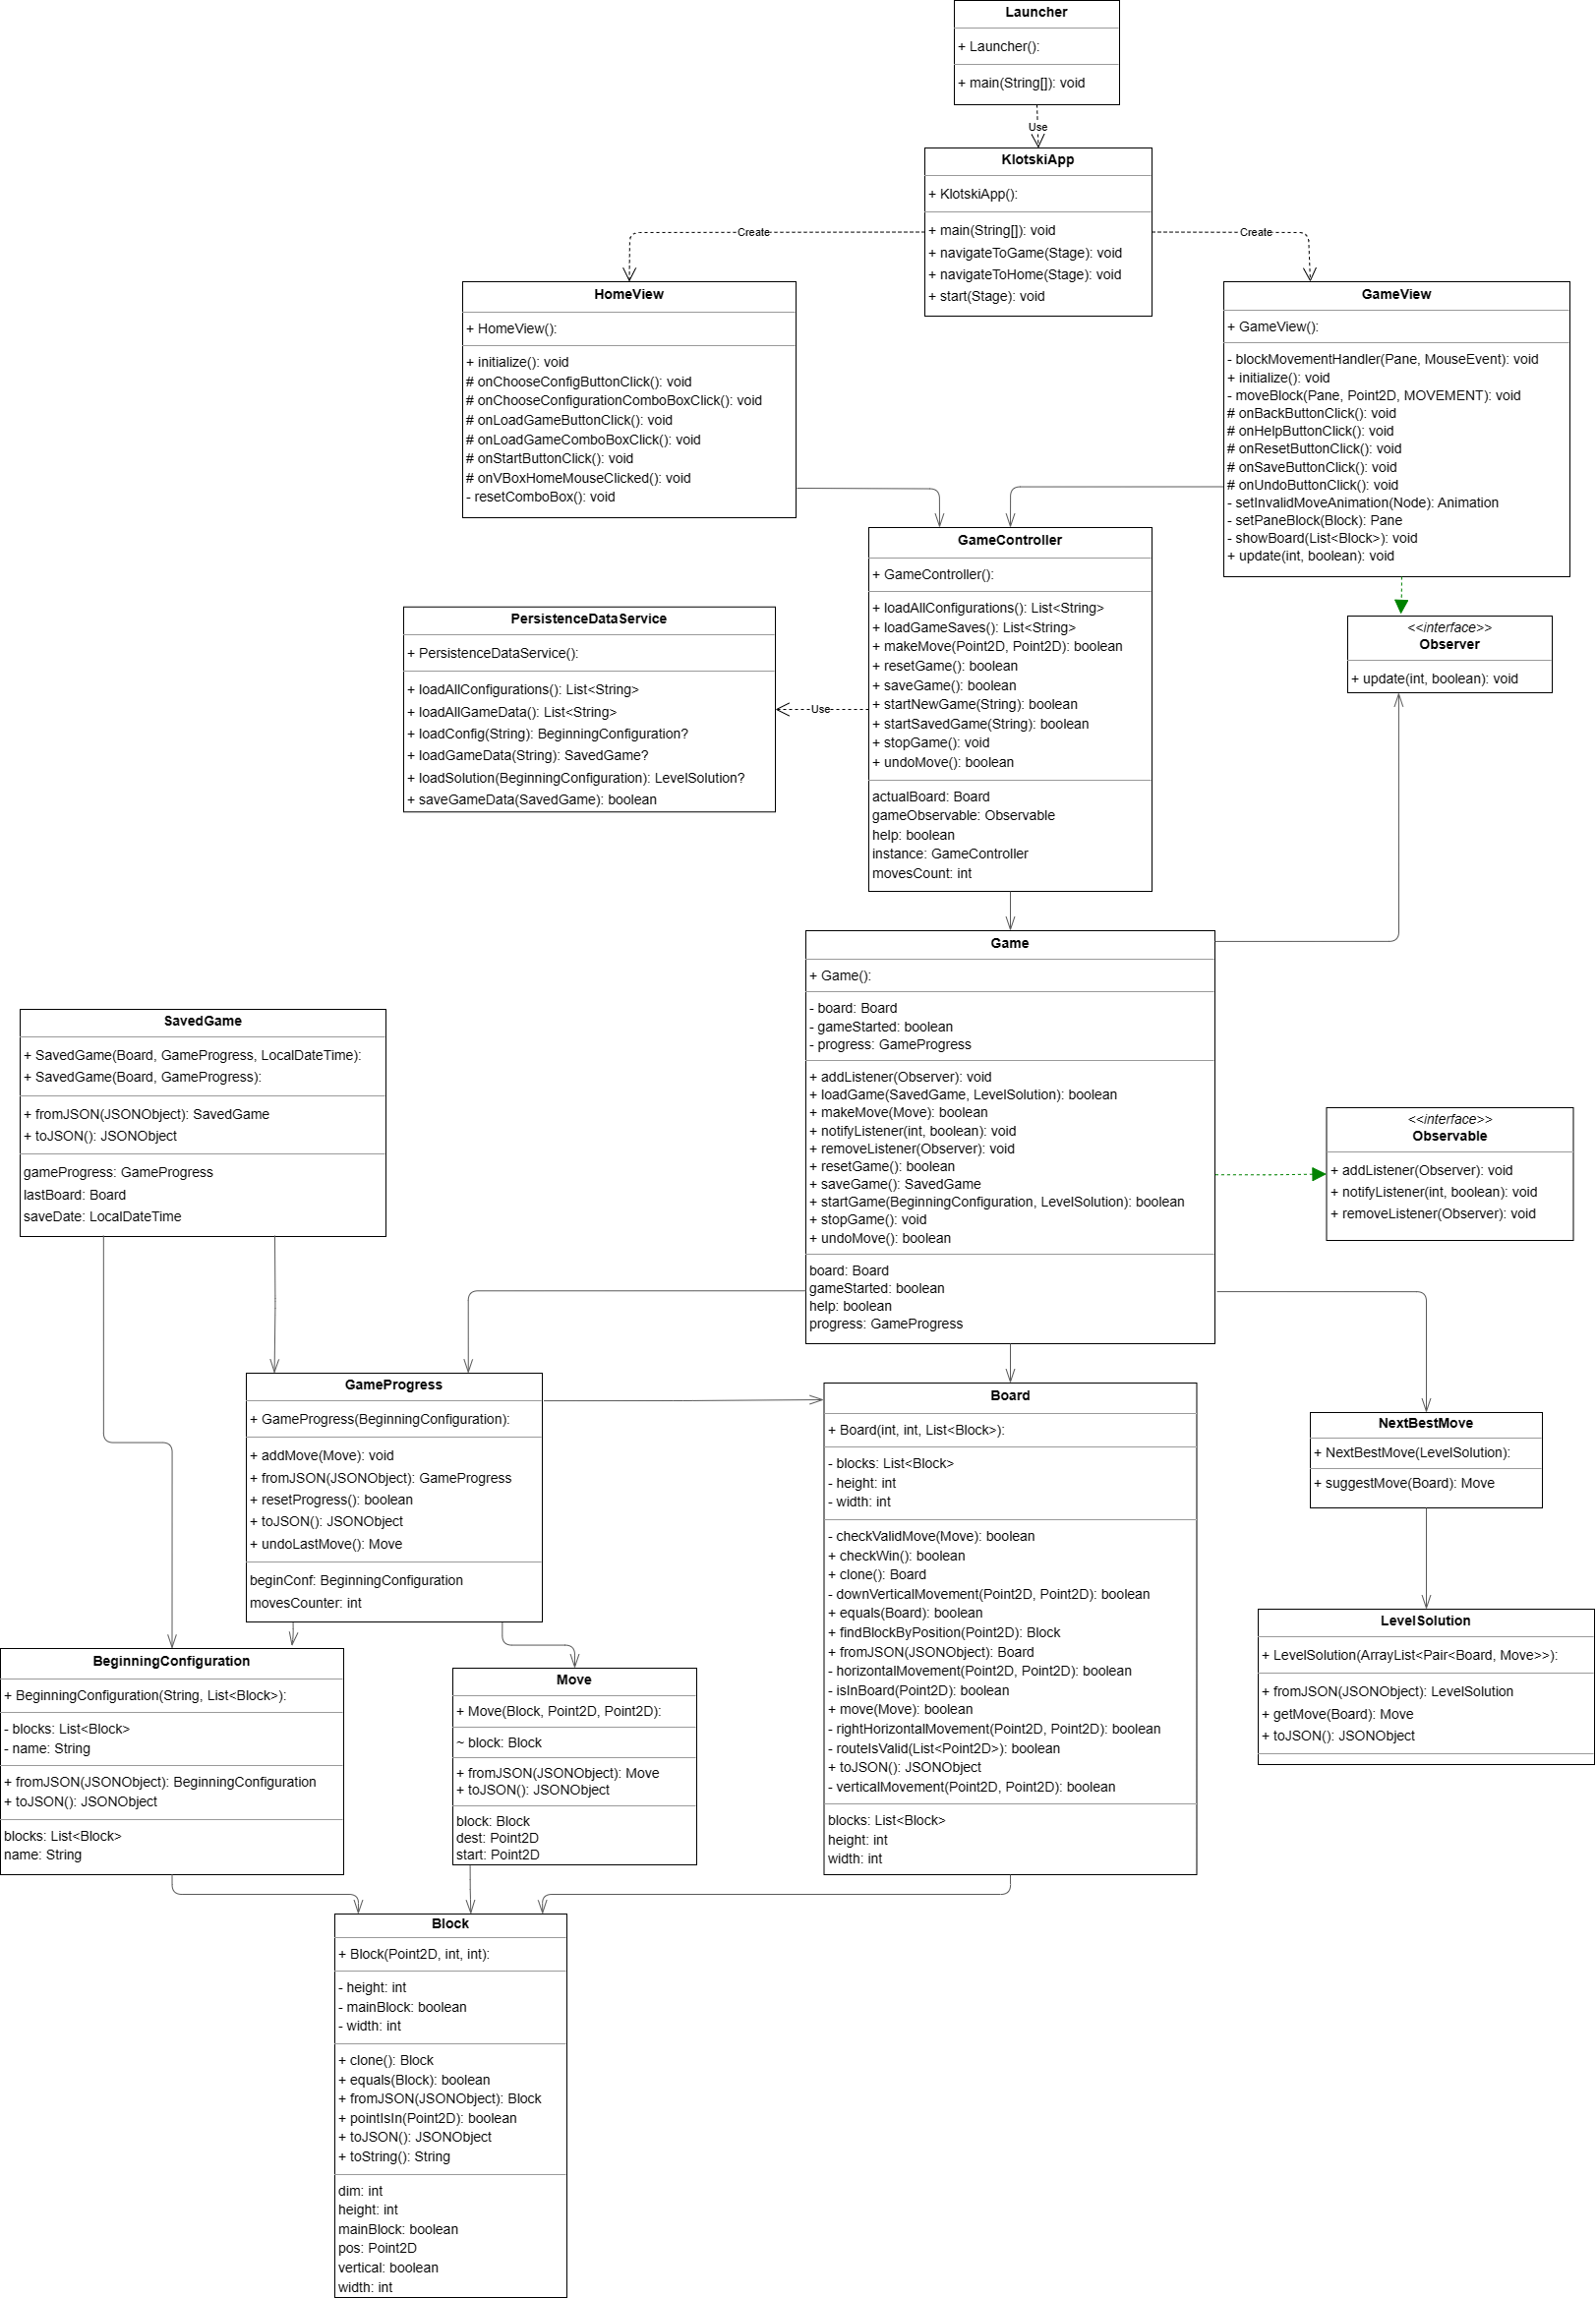 Launcher
+ Launcher():
+ main(String[]): void
Use
KlotskiApp
+ KlotskiApp():
+ main(String[]): void
+ navigateToGame(Stage): void
+ navigateToHome(Stage): void
+ start(Stage): void
Create
Create
HomeView
+ HomeView():
+ initialize(): void
# onChooseConfigButtonClick(): void
# onChooseConfigurationComboBoxClick(): void
# onLoadGameButtonClick(): void
# onLoadGameComboBoxClick(): void
# onStartButtonClick(): void
# onVBoxHomeMouseClicked(): void
- resetComboBox(): void
GameView
+ GameView():
- blockMovementHandler(Pane, MouseEvent): void
+ initialize(): void
- moveBlock(Pane, Point2D, MOVEMENT): void
# onBackButtonClick(): void
# onHelpButtonClick(): void
# onResetButtonClick(): void
# onSaveButtonClick(): void
# onUndoButtonClick(): void
- setInvalidMoveAnimation(Node): Animation
- setPaneBlock(Block): Pane
- showBoard(List<Block>): void
+ update(int, boolean): void
GameController
+ GameController():
+ loadAllConfigurations(): List<String>
+ loadGameSaves(): List<String>
+ makeMove(Point2D, Point2D): boolean
+ resetGame(): boolean
+ saveGame(): boolean
+ startNewGame(String): boolean
+ startSavedGame(String): boolean
+ stopGame(): void
+ undoMove(): boolean
actualBoard: Board
gameObservable: Observable
help: boolean
instance: GameController
movesCount: int
PersistenceDataService
+ PersistenceDataService():
+ loadAllConfigurations(): List<String>
+ loadAllGameData(): List<String>
+ loadConfig(String): BeginningConfiguration?
+ loadGameData(String): SavedGame?
+ loadSolution(BeginningConfiguration): LevelSolution?
+ saveGameData(SavedGame): boolean
Use
<<interface>>
Observer
+ update(int, boolean): void
Game
+ Game():
- board: Board
- gameStarted: boolean
- progress: GameProgress
+ addListener(Observer): void
+ loadGame(SavedGame, LevelSolution): boolean
+ makeMove(Move): boolean
+ notifyListener(int, boolean): void
+ removeListener(Observer): void
+ resetGame(): boolean
+ saveGame(): SavedGame
+ startGame(BeginningConfiguration, LevelSolution): boolean
+ stopGame(): void
+ undoMove(): boolean
board: Board
gameStarted: boolean
help: boolean
progress: GameProgress
SavedGame
+ SavedGame(Board, GameProgress, LocalDateTime):
+ SavedGame(Board, GameProgress):
+ fromJSON(JSONObject): SavedGame
+ toJSON(): JSONObject
gameProgress: GameProgress
lastBoard: Board
saveDate: LocalDateTime
<<interface>>
Observable
+ addListener(Observer): void
+ notifyListener(int, boolean): void
+ removeListener(Observer): void
GameProgress
+ GameProgress(BeginningConfiguration):
+ addMove(Move): void
+ fromJSON(JSONObject): GameProgress
+ resetProgress(): boolean
+ toJSON(): JSONObject
+ undoLastMove(): Move
beginConf: BeginningConfiguration
movesCounter: int
Board
+ Board(int, int, List<Block>):
- blocks: List<Block>
- height: int
- width: int
- checkValidMove(Move): boolean
+ checkWin(): boolean
+ clone(): Board
- downVerticalMovement(Point2D, Point2D): boolean
+ equals(Board): boolean
+ findBlockByPosition(Point2D): Block
+ fromJSON(JSONObject): Board
- horizontalMovement(Point2D, Point2D): boolean
- isInBoard(Point2D): boolean
+ move(Move): boolean
- rightHorizontalMovement(Point2D, Point2D): boolean
- routeIsValid(List<Point2D>): boolean
+ toJSON(): JSONObject
- verticalMovement(Point2D, Point2D): boolean
blocks: List<Block>
height: int
width: int
NextBestMove
+ NextBestMove(LevelSolution):
+ suggestMove(Board): Move
LevelSolution
+ LevelSolution(ArrayList<Pair<Board, Move>>):
+ fromJSON(JSONObject): LevelSolution
+ getMove(Board): Move
+ toJSON(): JSONObject
BeginningConfiguration
+ BeginningConfiguration(String, List<Block>):
- blocks: List<Block>
- name: String
+ fromJSON(JSONObject): BeginningConfiguration
+ toJSON(): JSONObject
blocks: List<Block>
name: String
Move
+ Move(Block, Point2D, Point2D):
~ block: Block
+ fromJSON(JSONObject): Move
+ toJSON(): JSONObject
block: Block
dest: Point2D
start: Point2D
Block
+ Block(Point2D, int, int):
- height: int
- mainBlock: boolean
- width: int
+ clone(): Block
+ equals(Block): boolean
+ fromJSON(JSONObject): Block
+ pointIsIn(Point2D): boolean
+ toJSON(): JSONObject
+ toString(): String
dim: int
height: int
mainBlock: boolean
pos: Point2D
vertical: boolean
width: int